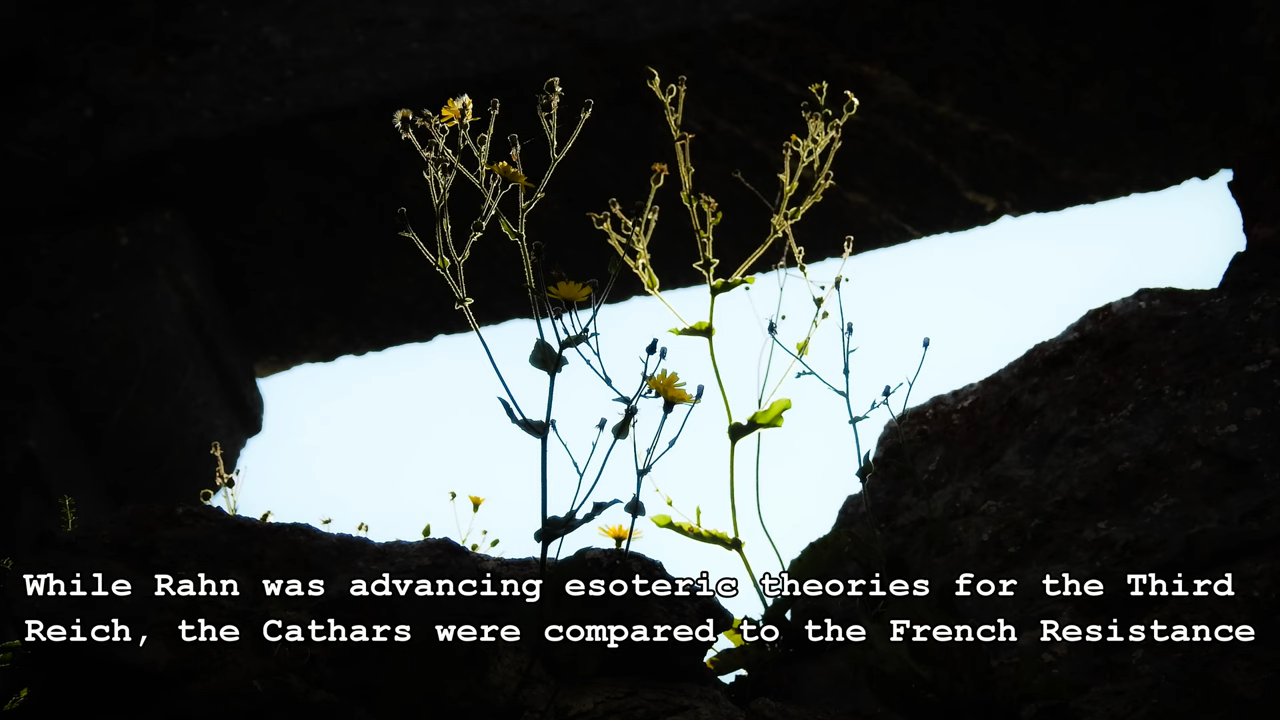 While Rahn was advancing esoteric theories for the Third
Reich, the Cathars were compared to the French Resistance